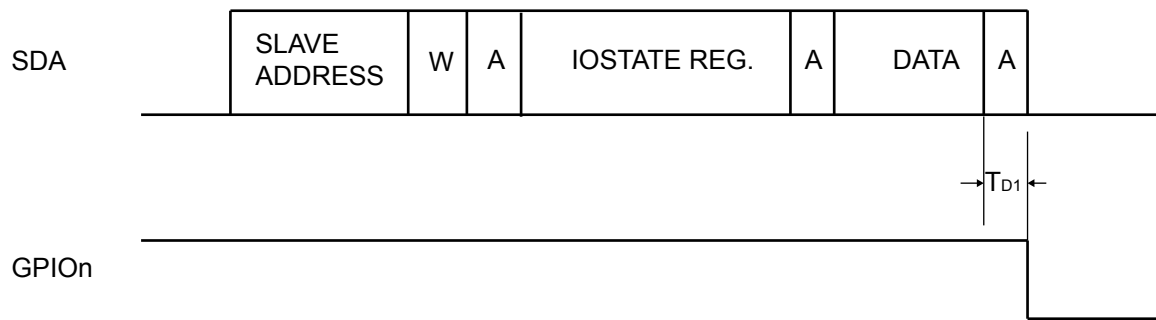 SDA
SLAVE
ADDRESS
W
A
IOSTATE REG.
A
DATA
A
TD1
GPIOn